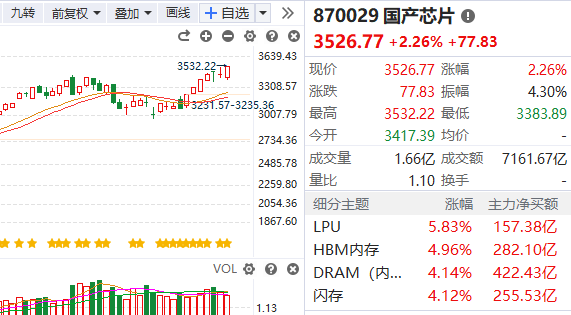 九转 前复权 叠加 画线 +自选
3532.22
3231.57-3235.36
3639.43
3308.57
3007.79
2734.36
2485.78
2259.80
2054.36
1867.60
VOL
1.13
870029 国产芯片
3526.77 +2.26% +77.83
现价 3526.77 涨幅 2.26%
涨跌 77.83 振幅 4.30%
最高 3532.22 最低 3383.89
今开 3417.39 均价 -
成交量 1.66亿 成交额 7161.67亿
量比 1.10 换手 -
细分主题 涨幅 主力净买额
LPU 5.83% 157.38亿
HBM内存 4.96% 282.10亿
DRAM（内... 4.14% 422.43亿
闪存 4.12% 255.53亿